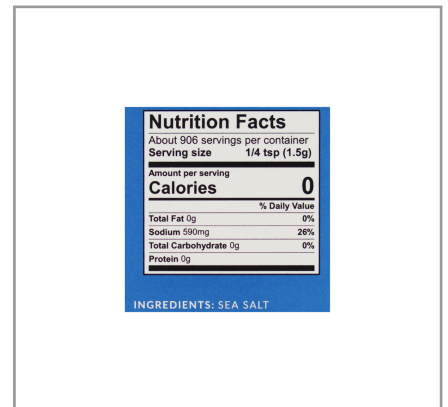 Nutrition Facts
About 906 servings per container
Serving size 1/4 tsp (1.5g)
Amount per serving
Calories 0
% Daily Value
Total Fat 0g 0%
Sodium 590mg 26%
Total Carbohydrate 0g 0%
Protein 0g
INGREDIENTS: SEA SALT